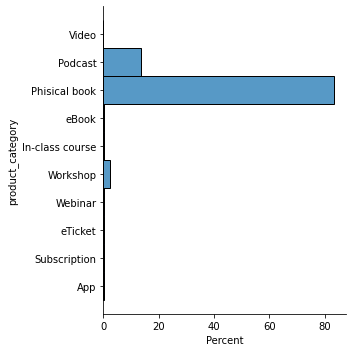 Video
Podcast
Phisical book
eBook
In-class course
Workshop
Webinar
eTicket
Subscription
App
product_category
0 20 40 60 80
Percent